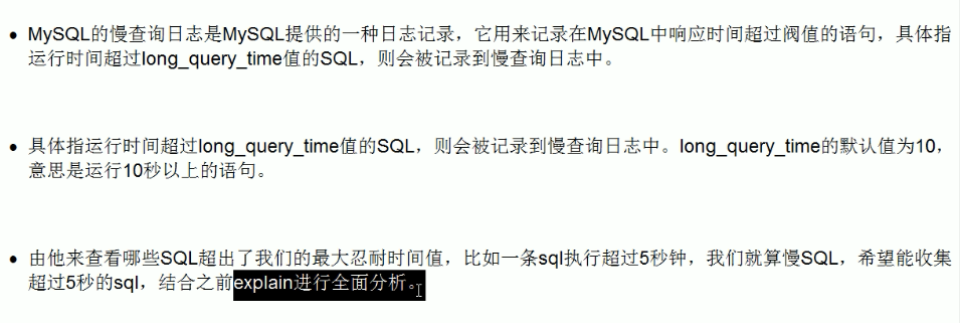 • MySQL的慢查询日志是MySQL提供的一种日志记录，它用来记录在MySQL中响应时间超过阀值的语句，具体指
运行时间超过long_query_time值的SQL，则会被记录到慢查询日志中。
• 具体指运行时间超过long_query_time值的SQL，则会被记录到慢查询日志中。long_query_time的默认值为10，
意思是运行10秒以上的语句。
• 由他来查看哪些SQL超出了我们的最大忍耐时间值，比如一条sql执行超过5秒钟，我们就算慢SQL，希望能收集
超过5秒的sql，结合之前explain进行全面分析。